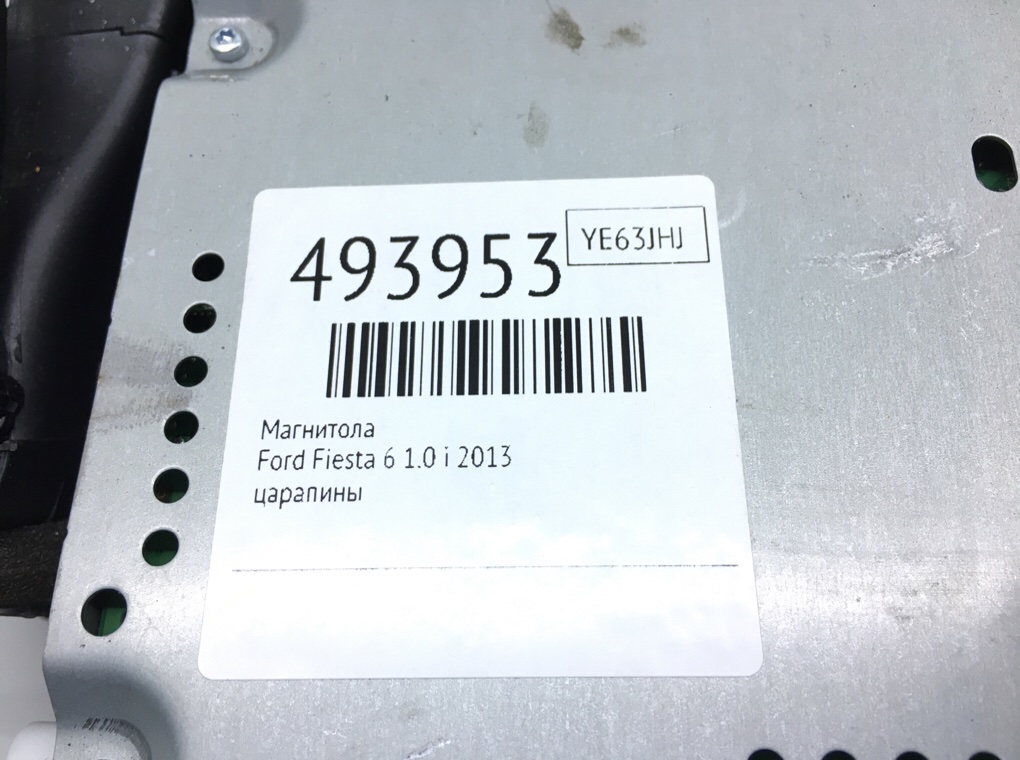 493953
YE63JHJ
Магнитола
Ford Fiesta 6 1.0 i 2013
царапины